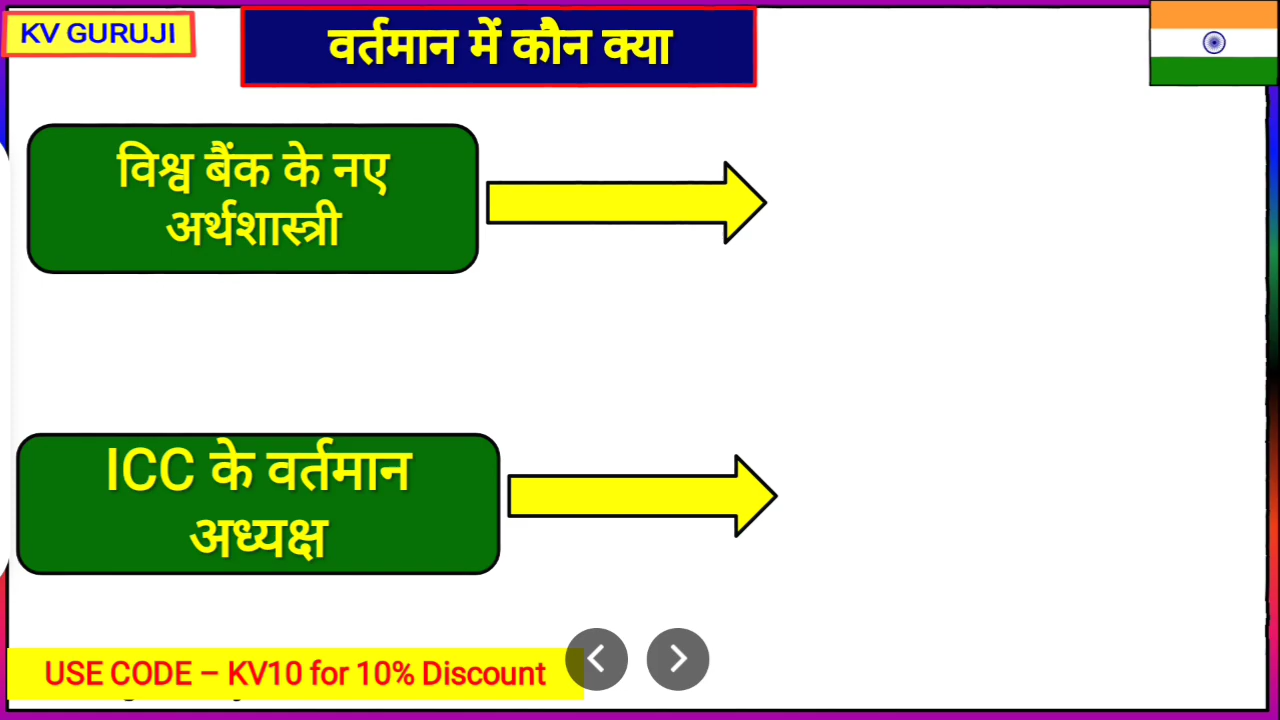 KV GURUJI
वर्तमान में कौन क्या
विश्व बैंक के नए
अर्थशास्त्री
ICC के वर्तमान
अध्यक्ष
USE CODE – KV10 for 10% Discount